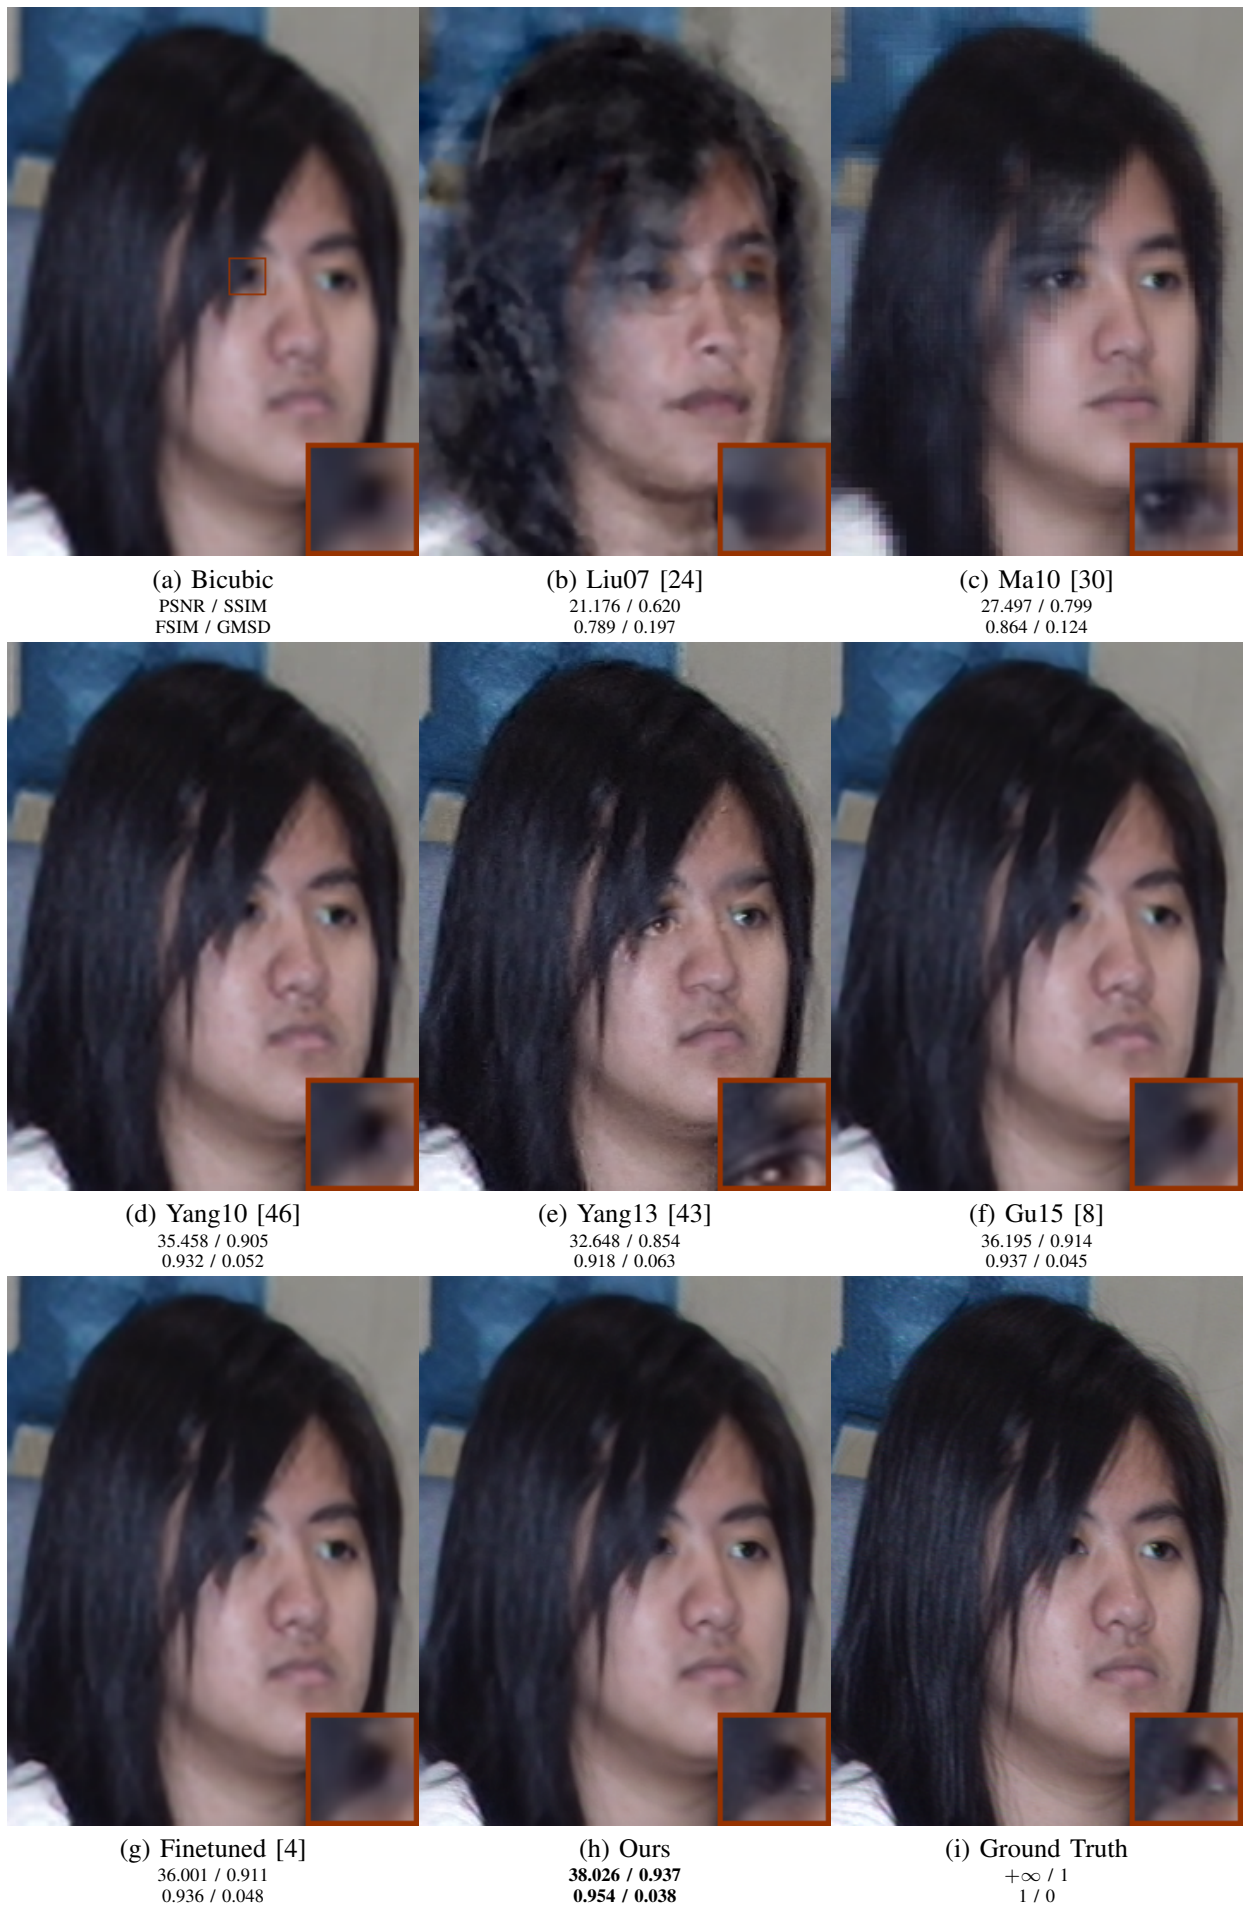 (a) Bicubic
PSNR / SSIM
FSIM / GMSD
(b) Liu07 [24]
21.176 / 0.620
0.789 / 0.197
(c) Ma10 [30]
27.497 / 0.799
0.864 / 0.124
(d) Yang10 [46]
35.458 / 0.905
0.932 / 0.052
(e) Yang13 [43]
32.648 / 0.854
0.918 / 0.063
(f) Gu15 [8]
36.195 / 0.914
0.937 / 0.045
(g) Finetuned [4]
36.001 / 0.911
0.936 / 0.048
(h) Ours
38.026 / 0.937
0.954 / 0.038
(i) Ground Truth
+∞ / 1
1 / 0